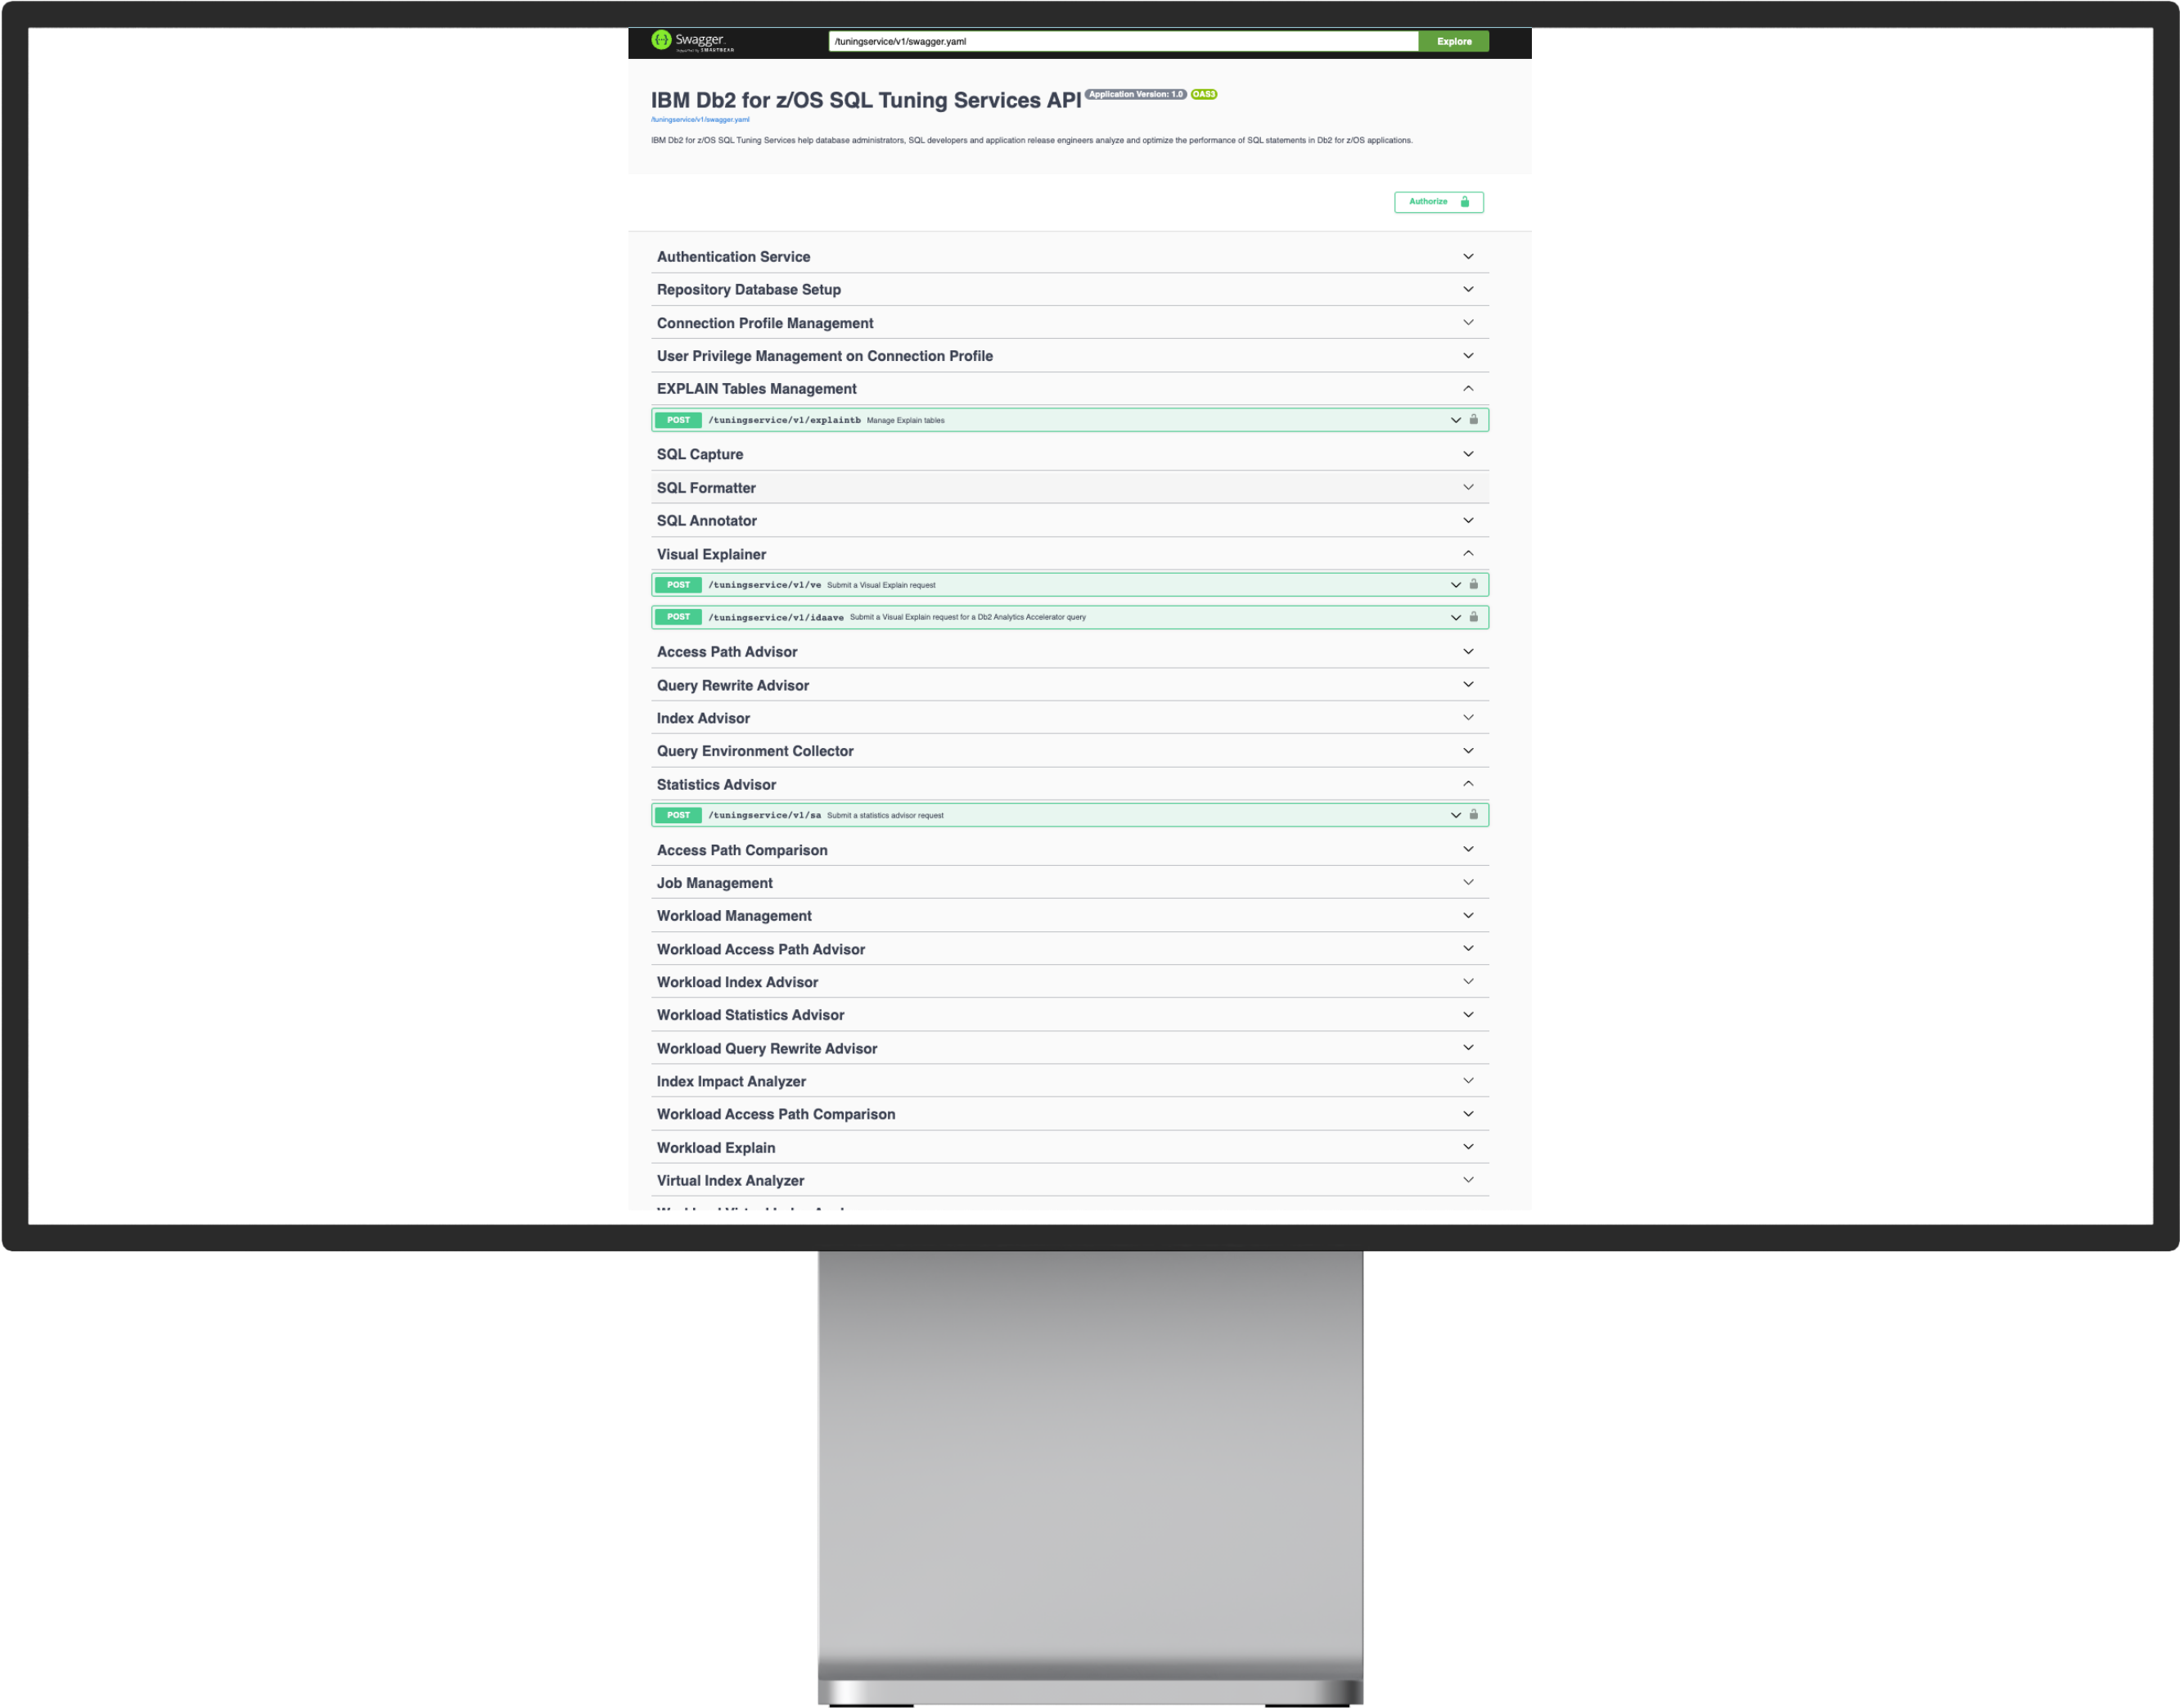 Swagger.
Supported by SMARTBEAR
/tuningservice/v1/swagger.yaml
Explore
IBM Db2 for z/OS SQL Tuning Services API Application Version: 1.0 OAS3
/tuningservice/v1/swagger.yaml
IBM Db2 for z/OS SQL Tuning Services help database administrators, SQL developers and application release engineers analyze and optimize the performance of SQL statements in Db2 for z/OS applications.
Authorize
Authentication Service
Repository Database Setup
Connection Profile Management
User Privilege Management on Connection Profile
EXPLAIN Tables Management
POST /tuningservice/v1/explaintb Manage Explain tables
SQL Capture
SQL Formatter
SQL Annotator
Visual Explainer
POST /tuningservice/v1/ve Submit a Visual Explain request
POST /tuningservice/v1/idaave Submit a Visual Explain request for a Db2 Analytics Accelerator query
Access Path Advisor
Query Rewrite Advisor
Index Advisor
Query Environment Collector
Statistics Advisor
POST /tuningservice/v1/sa Submit a statistics advisor request
Access Path Comparison
Job Management
Workload Management
Workload Access Path Advisor
Workload Index Advisor
Workload Statistics Advisor
Workload Query Rewrite Advisor
Index Impact Analyzer
Workload Access Path Comparison
Workload Explain
Virtual Index Analyzer